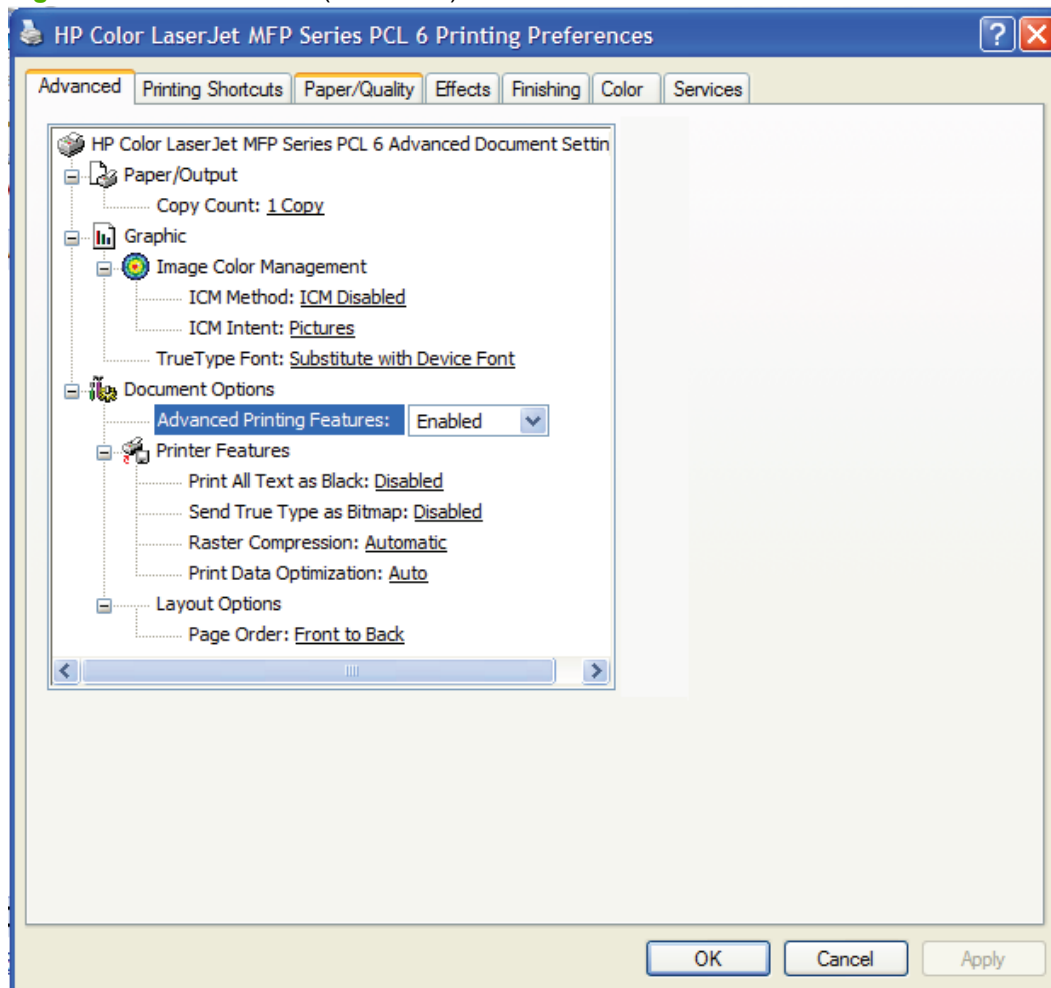 HP Color LaserJet MFP Series PCL 6 Printing Preferences
Advanced Printing Shortcuts Paper/Quality Effects Finishing Color Services
HP Color LaserJet MFP Series PCL 6 Advanced Document Settin
Paper/Output
Copy Count: 1 Copy
Graphic
Image Color Management
ICM Method: ICM Disabled
ICM Intent: Pictures
TrueType Font: Substitute with Device Font
Document Options
Advanced Printing Features: Enabled
Printer Features
Print All Text as Black: Disabled
Send True Type as Bitmap: Disabled
Raster Compression: Automatic
Print Data Optimization: Auto
Layout Options
Page Order: Front to Back
OK Cancel Apply